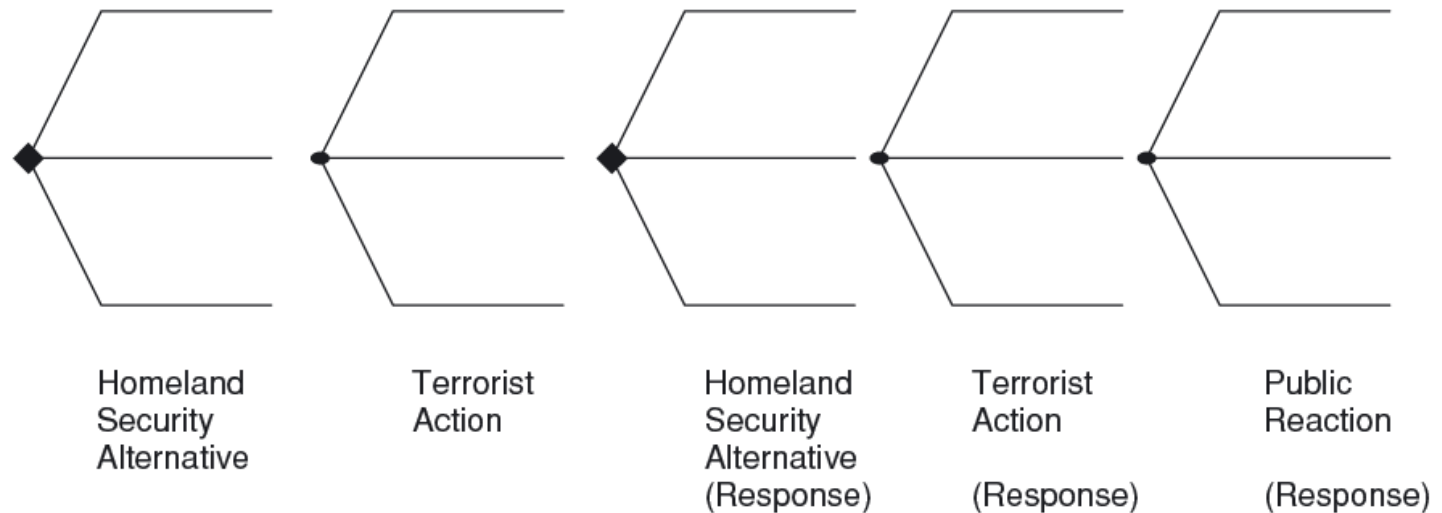 Homeland
Security
Alternative
Terrorist
Action
Homeland
Security
Alternative
(Response)
Terrorist
Action
(Response)
Public
Reaction
(Response)